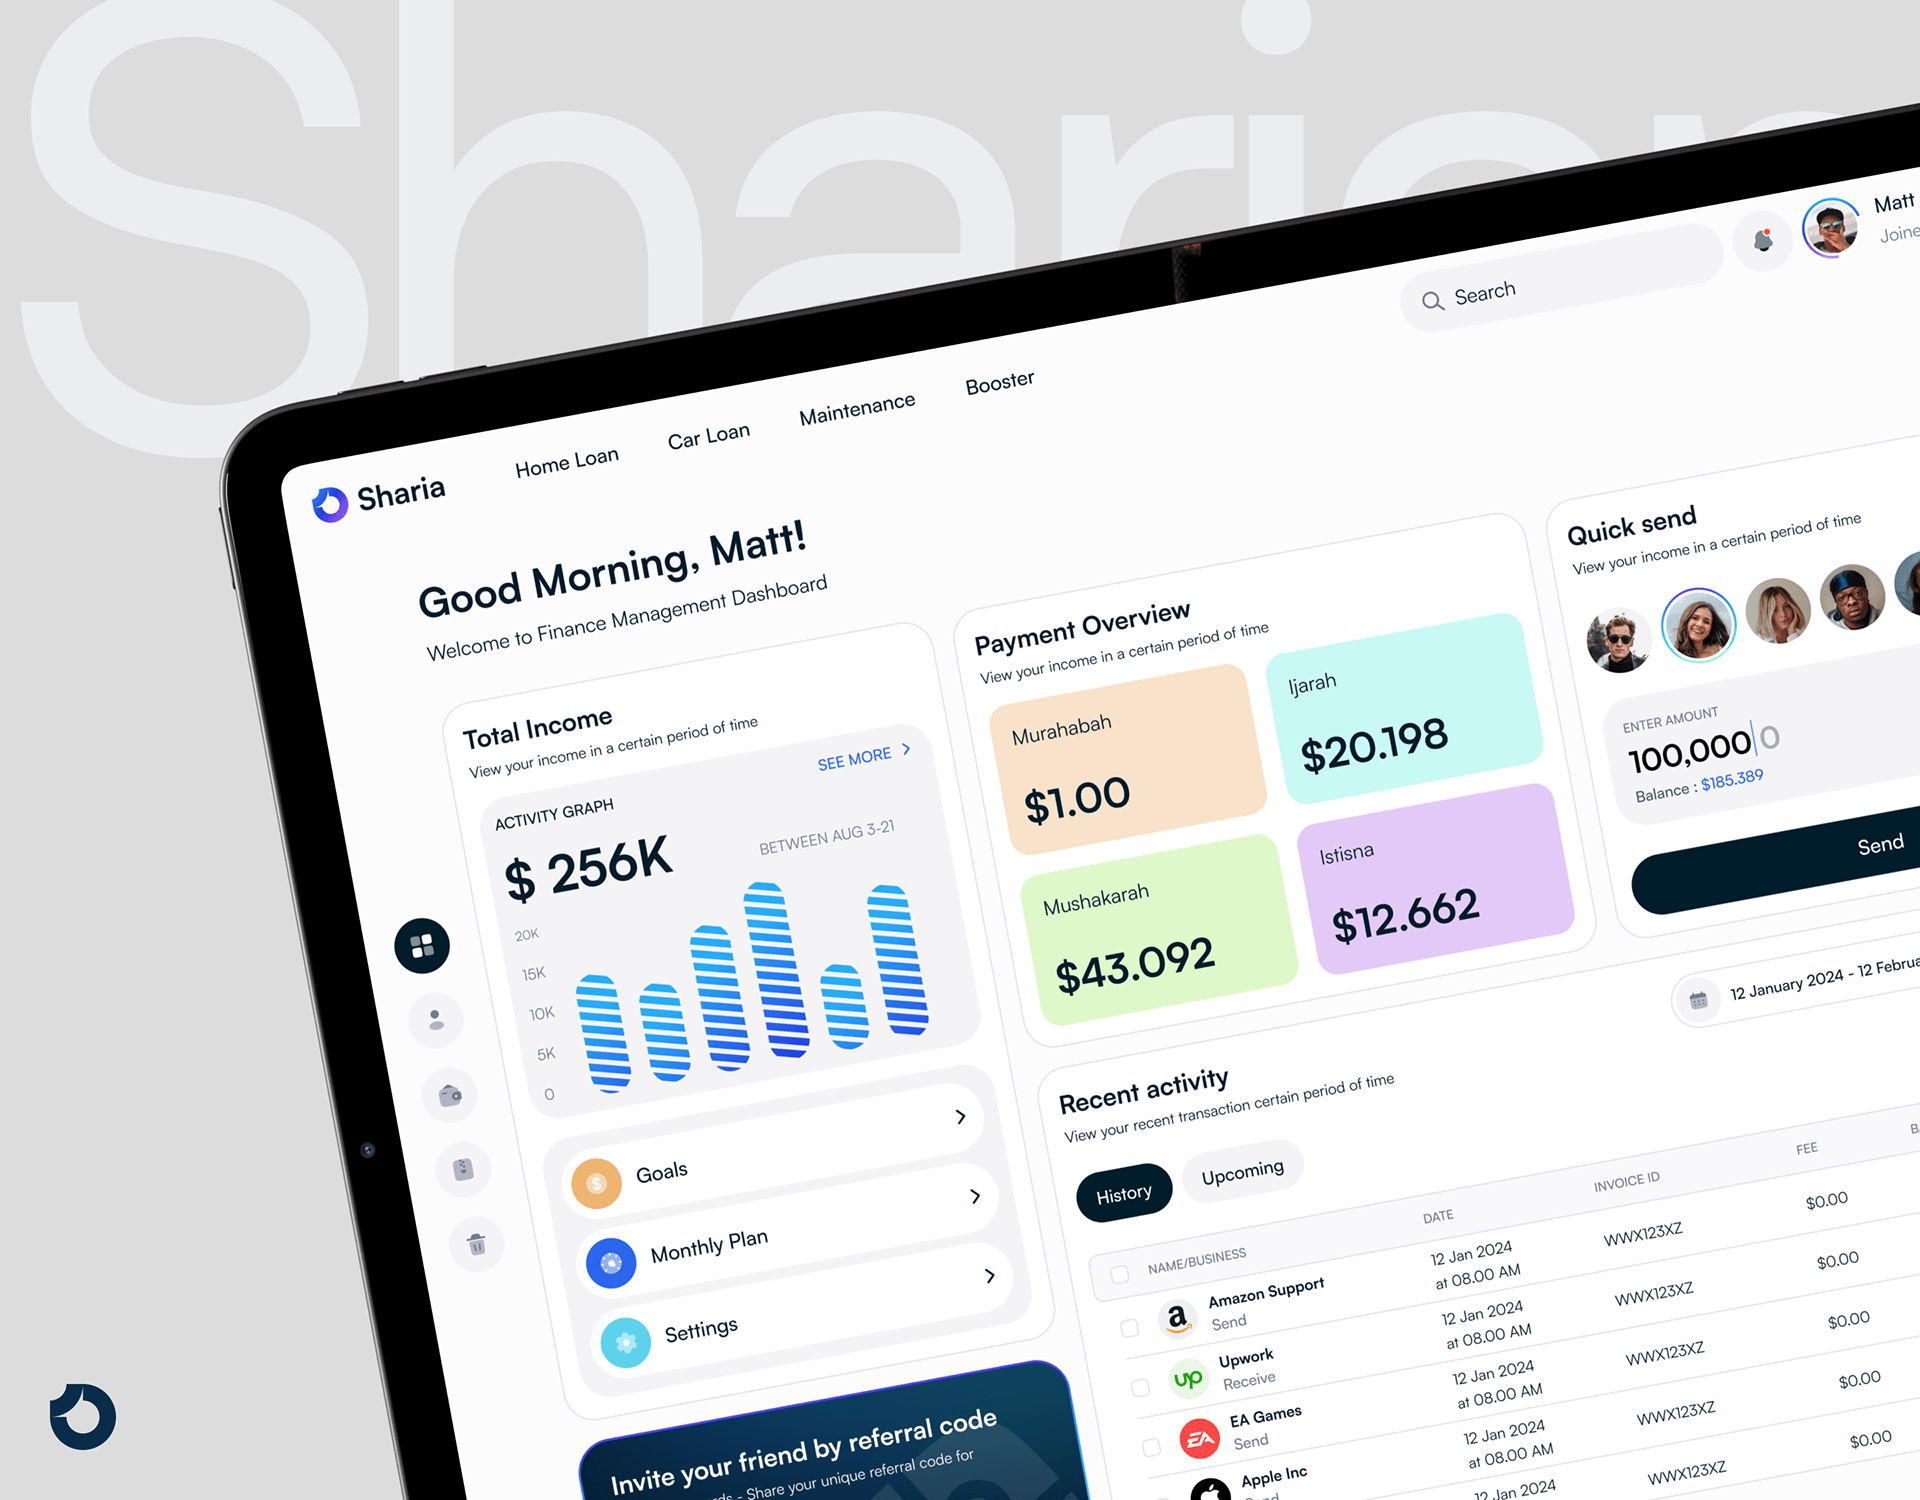 Sharia
Search
Matt
Joine
Sharia
Home Loan
Car Loan
Maintenance
Booster
Good Morning, Matt!
Welcome to Finance Management Dashboard
Total Income
View your income in a certain period of time
SEE MORE
ACTIVITY GRAPH
$ 256K
BETWEEN AUG 3-21
20K
15K
10K
5K
0
Goals
Monthly Plan
Settings
Invite your friend by referral code
rds - Share your unique referral code for
Payment Overview
View your income in a certain period of time
Murahabah
$1.00
Ijarah
$20.198
Mushakarah
$43.092
Istisna
$12.662
Quick send
View your income in a certain period of time
ENTER AMOUNT
100,000 0
Balance : $185.389
Send
12 January 2024 - 12 Februa
Recent activity
View your recent transaction certain period of time
History
Upcoming
NAME/BUSINESS
DATE
INVOICE ID
FEE
Amazon Support
Send
12 Jan 2024
at 08.00 AM
WWX123XZ
$0.00
Upwork
Receive
12 Jan 2024
at 08.00 AM
WWX123XZ
$0.00
EA Games
Send
12 Jan 2024
at 08.00 AM
WWX123XZ
$0.00
Apple Inc
Send
12 Jan 2024
at 08.00 AM
WWX123XZ
$0.00
12 Jan 2024
WWX123XZ
$0.00